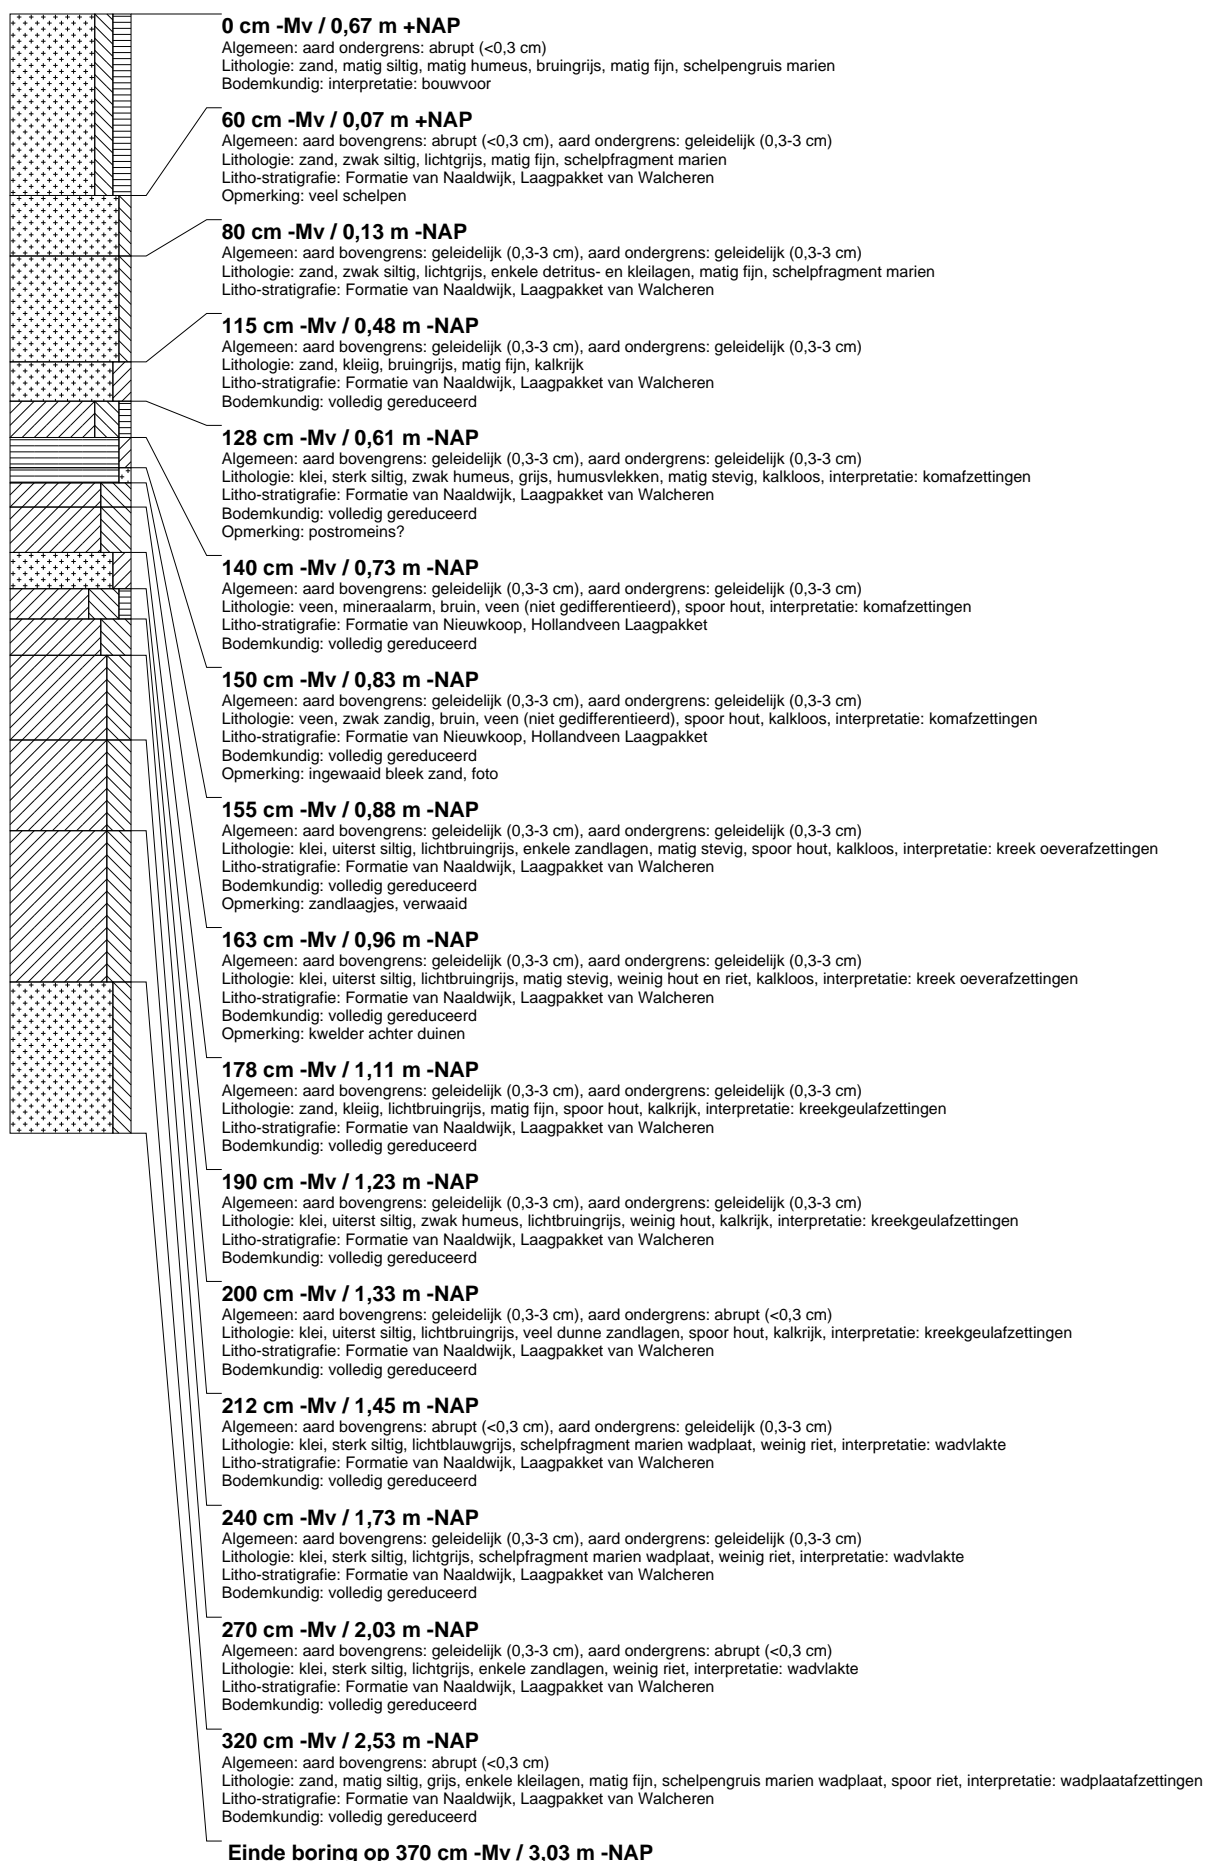 0 cm -Mv / 0,67 m +NAP
Algemeen: aard ondergrens: abrupt (<0,3 cm)
Lithologie: zand, matig siltig, matig humeus, bruingrijs, matig fijn, schelpengruis marien
Bodemkundig: interpretatie: bouwvoor
60 cm -Mv / 0,07 m +NAP
Algemeen: aard bovengrens: abrupt (<0,3 cm), aard ondergrens: geleidelijk (0,3-3 cm)
Lithologie: zand, zwak siltig, lichtgrijs, matig fijn, schelpfragment marien
Litho-stratigrafie: Formatie van Naaldwijk, Laagpakket van Walcheren
Opmerking: veel schelpen
80 cm -Mv / 0,13 m -NAP
Algemeen: aard bovengrens: geleidelijk (0,3-3 cm), aard ondergrens: geleidelijk (0,3-3 cm)
Lithologie: zand, zwak siltig, lichtgrijs, enkele detritus- en kleilagen, matig fijn, schelpfragment marien
Litho-stratigrafie: Formatie van Naaldwijk, Laagpakket van Walcheren
115 cm -Mv / 0,48 m -NAP
Algemeen: aard bovengrens: geleidelijk (0,3-3 cm), aard ondergrens: geleidelijk (0,3-3 cm)
Lithologie: zand, kleiig, bruingrijs, matig fijn, kalkrijk
Litho-stratigrafie: Formatie van Naaldwijk, Laagpakket van Walcheren
Bodemkundig: volledig gereduceerd
128 cm -Mv / 0,61 m -NAP
Algemeen: aard bovengrens: geleidelijk (0,3-3 cm), aard ondergrens: geleidelijk (0,3-3 cm)
Lithologie: klei, sterk siltig, zwak humeus, grijs, humusvlekken, matig stevig, kalkloos, interpretatie: komafzettingen
Litho-stratigrafie: Formatie van Naaldwijk, Laagpakket van Walcheren
Bodemkundig: volledig gereduceerd
Opmerking: postromeins?
140 cm -Mv / 0,73 m -NAP
Algemeen: aard bovengrens: geleidelijk (0,3-3 cm), aard ondergrens: geleidelijk (0,3-3 cm)
Lithologie: veen, mineraalarm, bruin, veen (niet gedifferentieerd), spoor hout, interpretatie: komafzettingen
Litho-stratigrafie: Formatie van Nieuwkoop, Hollandveen Laagpakket
Bodemkundig: volledig gereduceerd
150 cm -Mv / 0,83 m -NAP
Algemeen: aard bovengrens: geleidelijk (0,3-3 cm), aard ondergrens: geleidelijk (0,3-3 cm)
Lithologie: veen, zwak zandig, bruin, veen (niet gedifferentieerd), spoor hout, kalkloos, interpretatie: komafzettingen
Litho-stratigrafie: Formatie van Nieuwkoop, Hollandveen Laagpakket
Bodemkundig: volledig gereduceerd
Opmerking: ingewaaid bleek zand, foto
155 cm -Mv / 0,88 m -NAP
Algemeen: aard bovengrens: geleidelijk (0,3-3 cm), aard ondergrens: geleidelijk (0,3-3 cm)
Lithologie: klei, uiterst siltig, lichtbruingrijs, enkele zandlagen, matig stevig, spoor hout, kalkloos, interpretatie: kreek oeverafzettingen
Litho-stratigrafie: Formatie van Naaldwijk, Laagpakket van Walcheren
Bodemkundig: volledig gereduceerd
Opmerking: zandlaagjes, verwaaid
163 cm -Mv / 0,96 m -NAP
Algemeen: aard bovengrens: geleidelijk (0,3-3 cm), aard ondergrens: geleidelijk (0,3-3 cm)
Lithologie: klei, uiterst siltig, lichtbruingrijs, matig stevig, weinig hout en riet, kalkloos, interpretatie: kreek oeverafzettingen
Litho-stratigrafie: Formatie van Naaldwijk, Laagpakket van Walcheren
Bodemkundig: volledig gereduceerd
Opmerking: kwelder achter duinen
178 cm -Mv / 1,11 m -NAP
Algemeen: aard bovengrens: geleidelijk (0,3-3 cm), aard ondergrens: geleidelijk (0,3-3 cm)
Lithologie: zand, kleiig, lichtbruingrijs, matig fijn, spoor hout, kalkrijk, interpretatie: kreekgeulafzettingen
Litho-stratigrafie: Formatie van Naaldwijk, Laagpakket van Walcheren
Bodemkundig: volledig gereduceerd
190 cm -Mv / 1,23 m -NAP
Algemeen: aard bovengrens: geleidelijk (0,3-3 cm), aard ondergrens: geleidelijk (0,3-3 cm)
Lithologie: klei, uiterst siltig, zwak humeus, lichtbruingrijs, weinig hout, kalkrijk, interpretatie: kreekgeulafzettingen
Litho-stratigrafie: Formatie van Naaldwijk, Laagpakket van Walcheren
Bodemkundig: volledig gereduceerd
200 cm -Mv / 1,33 m -NAP
Algemeen: aard bovengrens: geleidelijk (0,3-3 cm), aard ondergrens: abrupt (<0,3 cm)
Lithologie: klei, uiterst siltig, lichtbruingrijs, veel dunne zandlagen, spoor hout, kalkrijk, interpretatie: kreekgeulafzettingen
Litho-stratigrafie: Formatie van Naaldwijk, Laagpakket van Walcheren
Bodemkundig: volledig gereduceerd
212 cm -Mv / 1,45 m -NAP
Algemeen: aard bovengrens: abrupt (<0,3 cm), aard ondergrens: geleidelijk (0,3-3 cm)
Lithologie: klei, sterk siltig, lichtblauwgrijs, schelpfragment marien wadplaat, weinig riet, interpretatie: wadvlakte
Litho-stratigrafie: Formatie van Naaldwijk, Laagpakket van Walcheren
Bodemkundig: volledig gereduceerd
240 cm -Mv / 1,73 m -NAP
Algemeen: aard bovengrens: geleidelijk (0,3-3 cm), aard ondergrens: geleidelijk (0,3-3 cm)
Lithologie: klei, sterk siltig, lichtgrijs, schelpfragment marien wadplaat, weinig riet, interpretatie: wadvlakte
Litho-stratigrafie: Formatie van Naaldwijk, Laagpakket van Walcheren
Bodemkundig: volledig gereduceerd
270 cm -Mv / 2,03 m -NAP
Algemeen: aard bovengrens: geleidelijk (0,3-3 cm), aard ondergrens: abrupt (<0,3 cm)
Lithologie: klei, sterk siltig, lichtgrijs, enkele zandlagen, weinig riet, interpretatie: wadvlakte
Litho-stratigrafie: Formatie van Naaldwijk, Laagpakket van Walcheren
Bodemkundig: volledig gereduceerd
320 cm -Mv / 2,53 m -NAP
Algemeen: aard bovengrens: abrupt (<0,3 cm)
Lithologie: zand, matig siltig, grijs, enkele kleilagen, matig fijn, schelpengruis marien wadplaat, spoor riet, interpretatie: wadplaatafzettingen
Litho-stratigrafie: Formatie van Naaldwijk, Laagpakket van Walcheren
Bodemkundig: volledig gereduceerd
Einde boring op 370 cm -Mv / 3,03 m -NAP